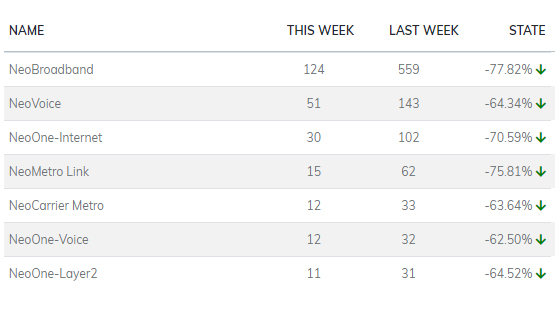 NAME THIS WEEK LAST WEEK STATE
NeoBroadband 124 559 -77.82%
NeoVoice 51 143 -64.34%
NeoOne-Internet 30 102 -70.59%
NeoMetro Link 15 62 -75.81%
NeoCarrier Metro 12 33 -63.64%
NeoOne-Voice 12 32 -62.50%
NeoOne-Layer2 11 31 -64.52%